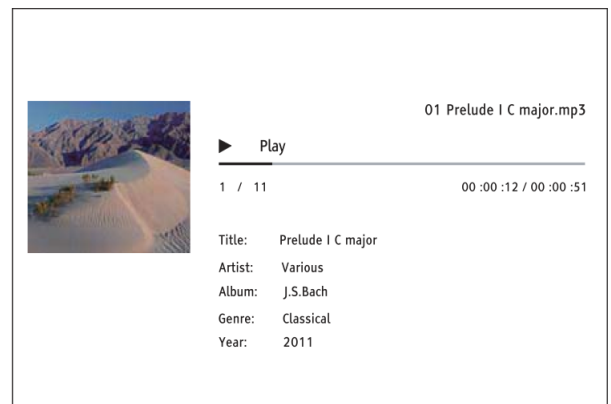 01 Prelude I C major.mp3
Play
1 / 11 00 :00 :12 / 00 :00 :51
Title: Prelude I C major
Artist: Various
Album: J.S.Bach
Genre: Classical
Year: 2011